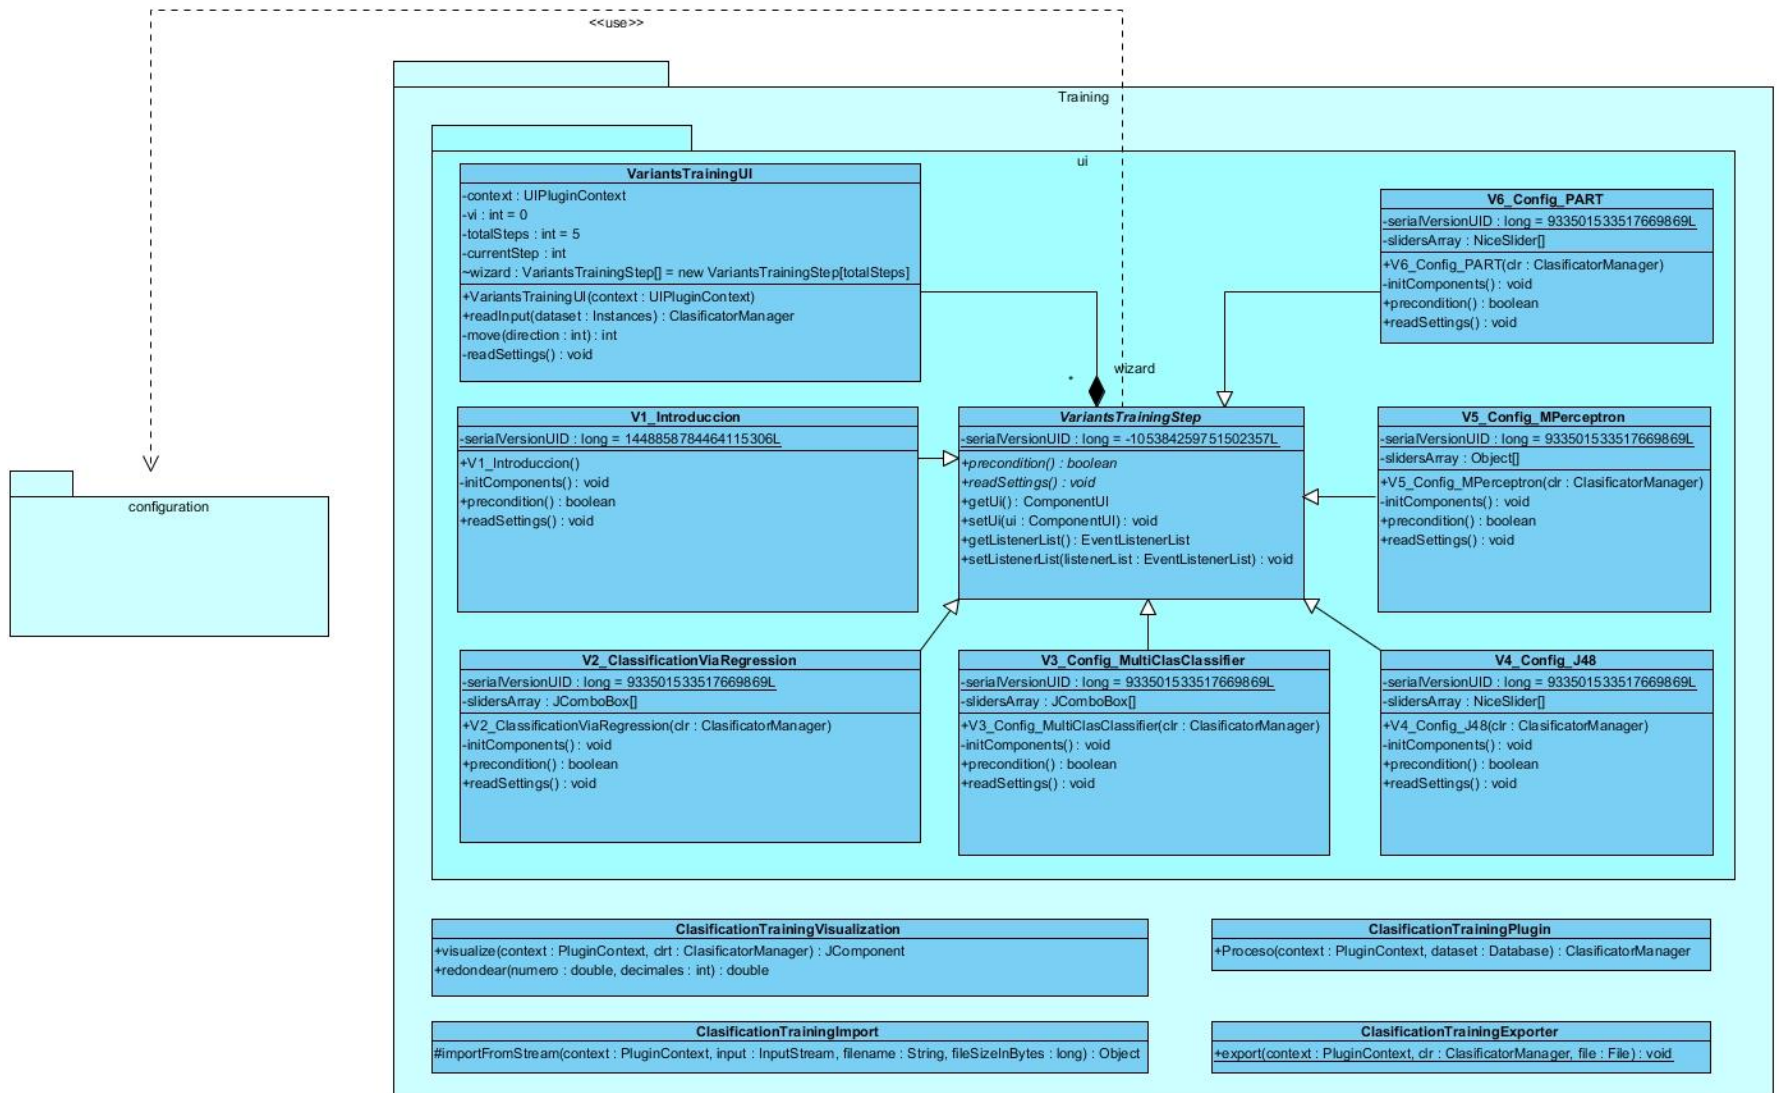 <<use>>
Training
ui
VariantsTrainingUI
-context : UIPluginContext
-vi : int = 0
-totalSteps : int = 5
-currentStep : int
~wizard : VariantsTrainingStep[] = new VariantsTrainingStep[totalSteps]
+VariantsTrainingUI(context : UIPluginContext)
+readInput(dataset : Instances) : ClasificatorManager
-move(direction : int) : int
-readSettings() : void
V6_Config_PART
-serialVersionUID : long = 933501533517669869L
-slidersArray : NiceSlider[]
+V6_Config_PART(clr : ClasificatorManager)
-initComponents() : void
+precondition() : boolean
+readSettings() : void
*
wizard
V1_Introduccion
-serialVersionUID : long = 1448858784464115306L
+V1_Introduccion()
-initComponents() : void
+precondition() : boolean
+readSettings() : void
VariantsTrainingStep
-serialVersionUID : long = -105384259751502357L
+precondition() : boolean
+readSettings() : void
+getUi() : ComponentUI
+setUi(ui : ComponentUI) : void
+getListenerList() : EventListenerList
+setListenerList(listenerList : EventListenerList) : void
V5_Config_MPerceptron
-serialVersionUID : long = 933501533517669869L
-slidersArray : Object[]
+V5_Config_MPerceptron(clr : ClasificatorManager)
-initComponents() : void
+precondition() : boolean
+readSettings() : void
configuration
V2_ClassificationViaRegression
-serialVersionUID : long = 933501533517669869L
-slidersArray : JComboBox[]
+V2_ClassificationViaRegression(clr : ClasificatorManager)
-initComponents() : void
+precondition() : boolean
+readSettings() : void
V3_Config_MultiClasClassifier
-serialVersionUID : long = 933501533517669869L
-slidersArray : JComboBox[]
+V3_Config_MultiClasClassifier(clr : ClasificatorManager)
-initComponents() : void
+precondition() : boolean
+readSettings() : void
V4_Config_J48
-serialVersionUID : long = 933501533517669869L
-slidersArray : NiceSlider[]
+V4_Config_J48(clr : ClasificatorManager)
-initComponents() : void
+precondition() : boolean
+readSettings() : void
ClasificationTrainingVisualization
+visualize(context : PluginContext, clrt : ClasificatorManager) : JComponent
+redondear(numero : double, decimales : int) : double
ClasificationTrainingPlugin
+Proceso(context : PluginContext, dataset : Database) : ClasificatorManager
ClasificationTrainingImport
#importFromStream(context : PluginContext, input : InputStream, filename : String, fileSizeInBytes : long) : Object
ClasificationTrainingExporter
+export(context : PluginContext, clr : ClasificatorManager, file : File) : void